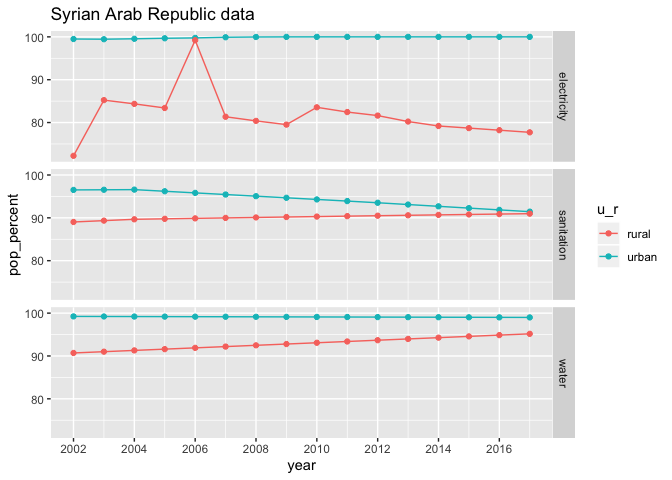 Syrian Arab Republic data
100
90
80
electricity
100
90
80
sanitation
100
90
80
water
pop_percent
2002 2004 2006 2008 2010 2012 2014 2016
year
u_r
rural
urban